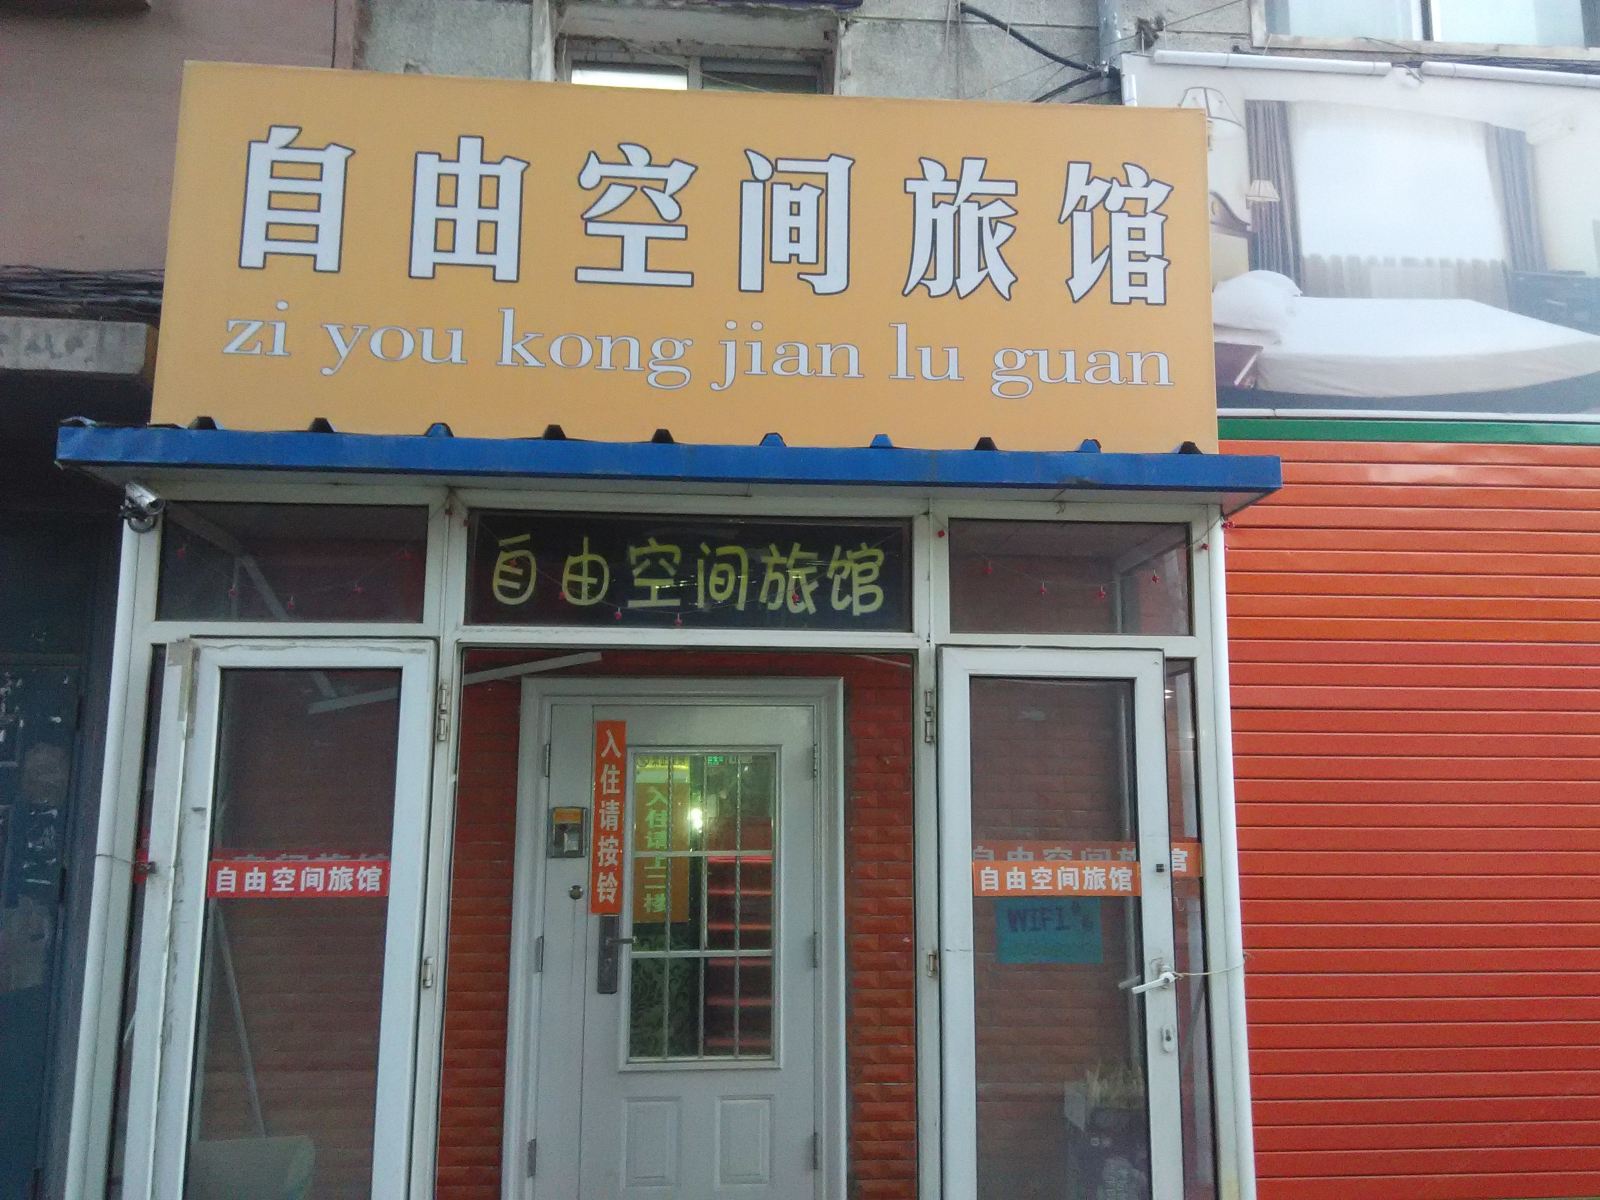 自由空间旅馆
zi you kong jian lu guan
自由空间旅馆
入住请按铃
入住请上二楼
自由空间旅馆
自由空间旅馆
WIFI